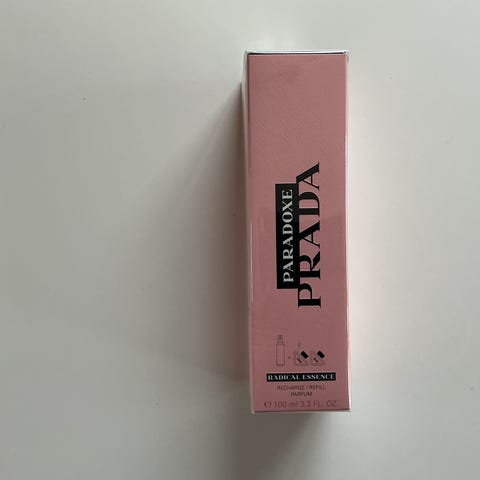 PARADOXE
PRADA
RADICAL ESSENCE
RECHARGE / REFILL
PARFUM
℮ 100 ml 3.3 FL. OZ.